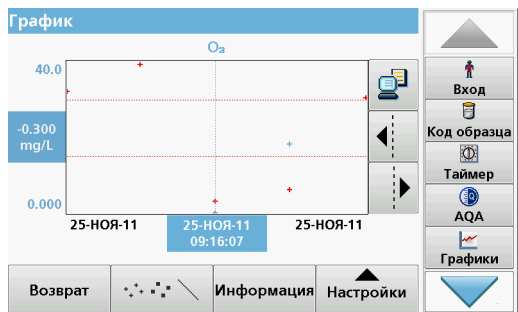 График
O₃
40.0
-0.300
mg/L
0.000
25-НОЯ-11
25-НОЯ-11
09:16:07
25-НОЯ-11
Возврат
Информация
Настройки
Вход
Код образца
Таймер
AQA
Графики